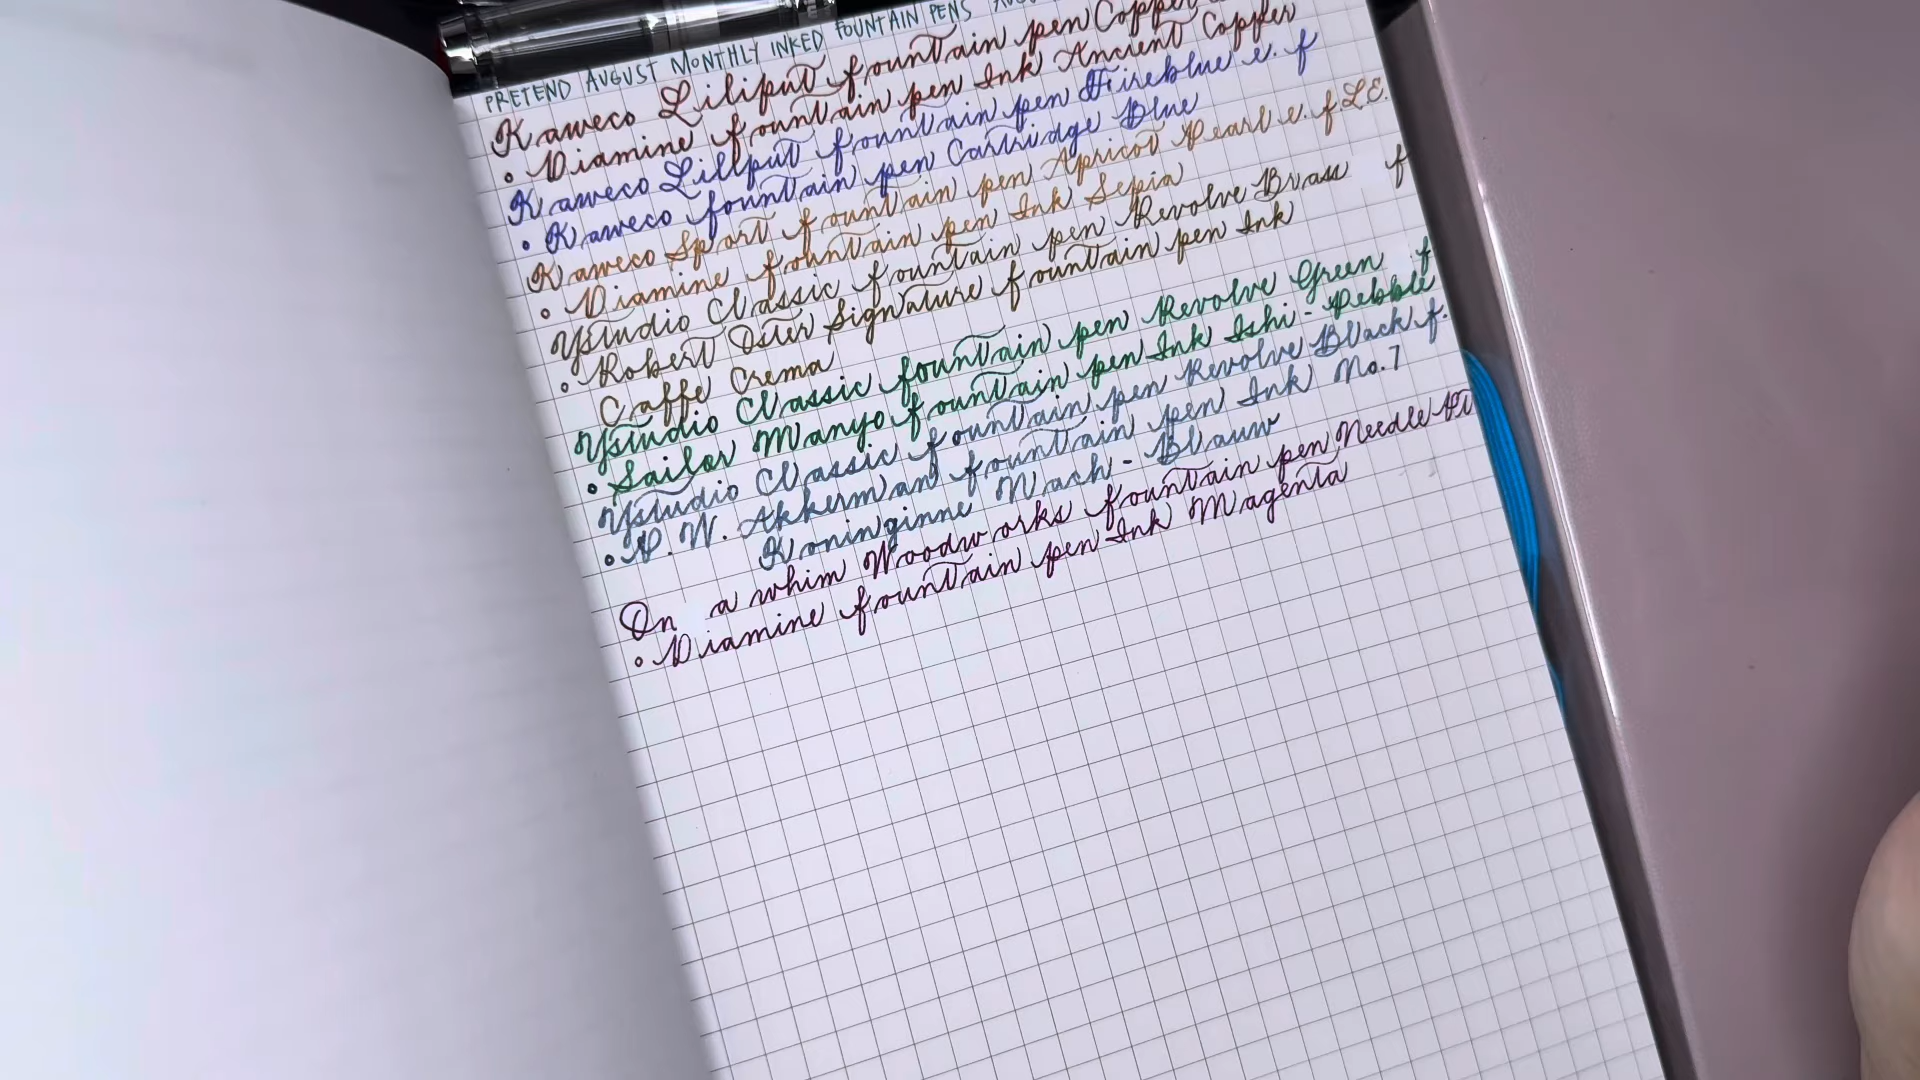 PRETEND AUGUST MONTHLY INKED FOUNTAIN PENS
Kaweco Liliput fountain pen Copper
• Diamine fountain pen Ink Ancient Copper
Kaweco Lillput fountain pen Fireblue e. f
• Kaweco fountain pen Cartridge Blue
Kaweco Sport fountain pen Apricot Pearl e. f L.E.
• Diamine fountain pen Ink Sepia
Ystudio Classic fountain pen Revolve Brass f
• Robert Oster Signature fountain pen Ink
Caffe Crema
Ystudio Classic fountain pen Revolve Green f
• Sailor Manyo fountain pen Ink Ishi - Pebble
Ystudio Classic fountain pen Revolve Black f.
• P. W. Akkerman fountain pen Ink No. 7
Koninginne Nach - Blauw
On a whim Woodworks fountain pen Needle
• Diamine fountain pen Ink Magenta